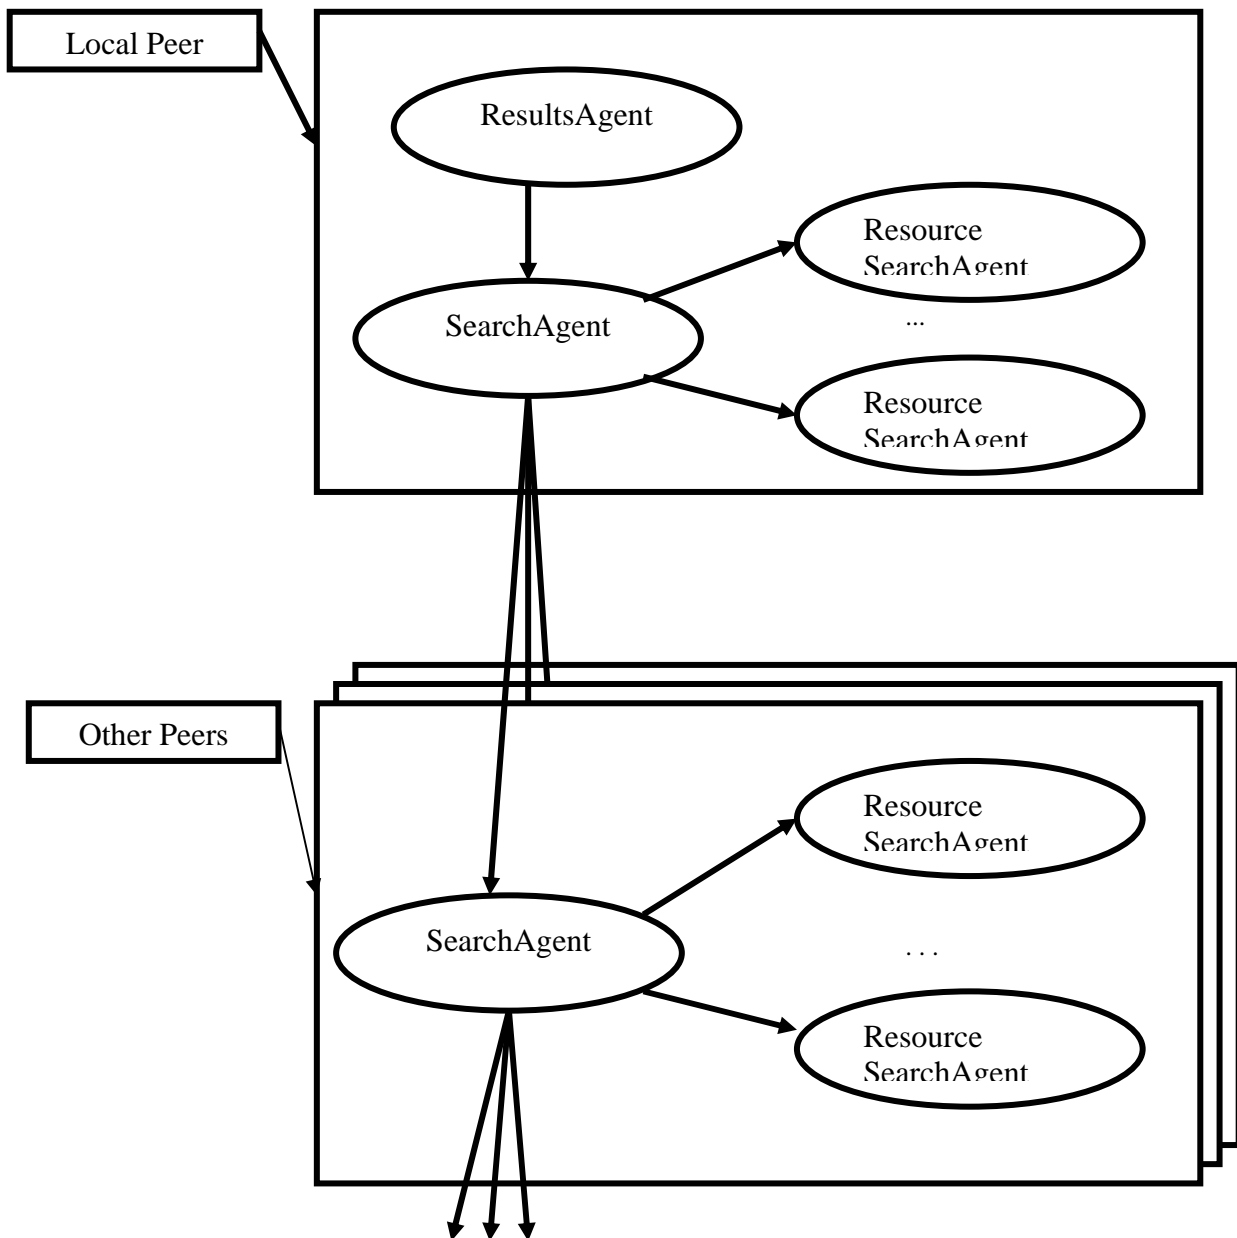 Local Peer
ResultsAgent
Resource
SearchAgent
...
SearchAgent
Resource
SearchAgent
Other Peers
Resource
SearchAgent
SearchAgent
. . .
Resource
SearchAgent